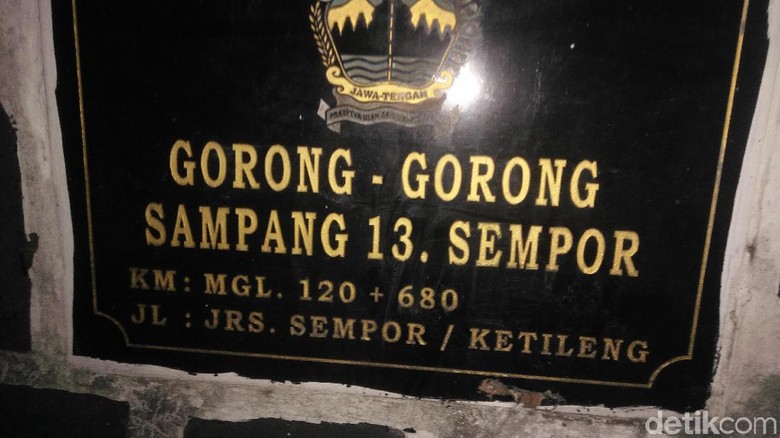 JAWA-TENGAH
GORONG - GORONG
SAMPANG 13. SEMPOR
KM : MGL. 120 + 680
JL : JRS. SEMPOR / KETILENG
detikcom